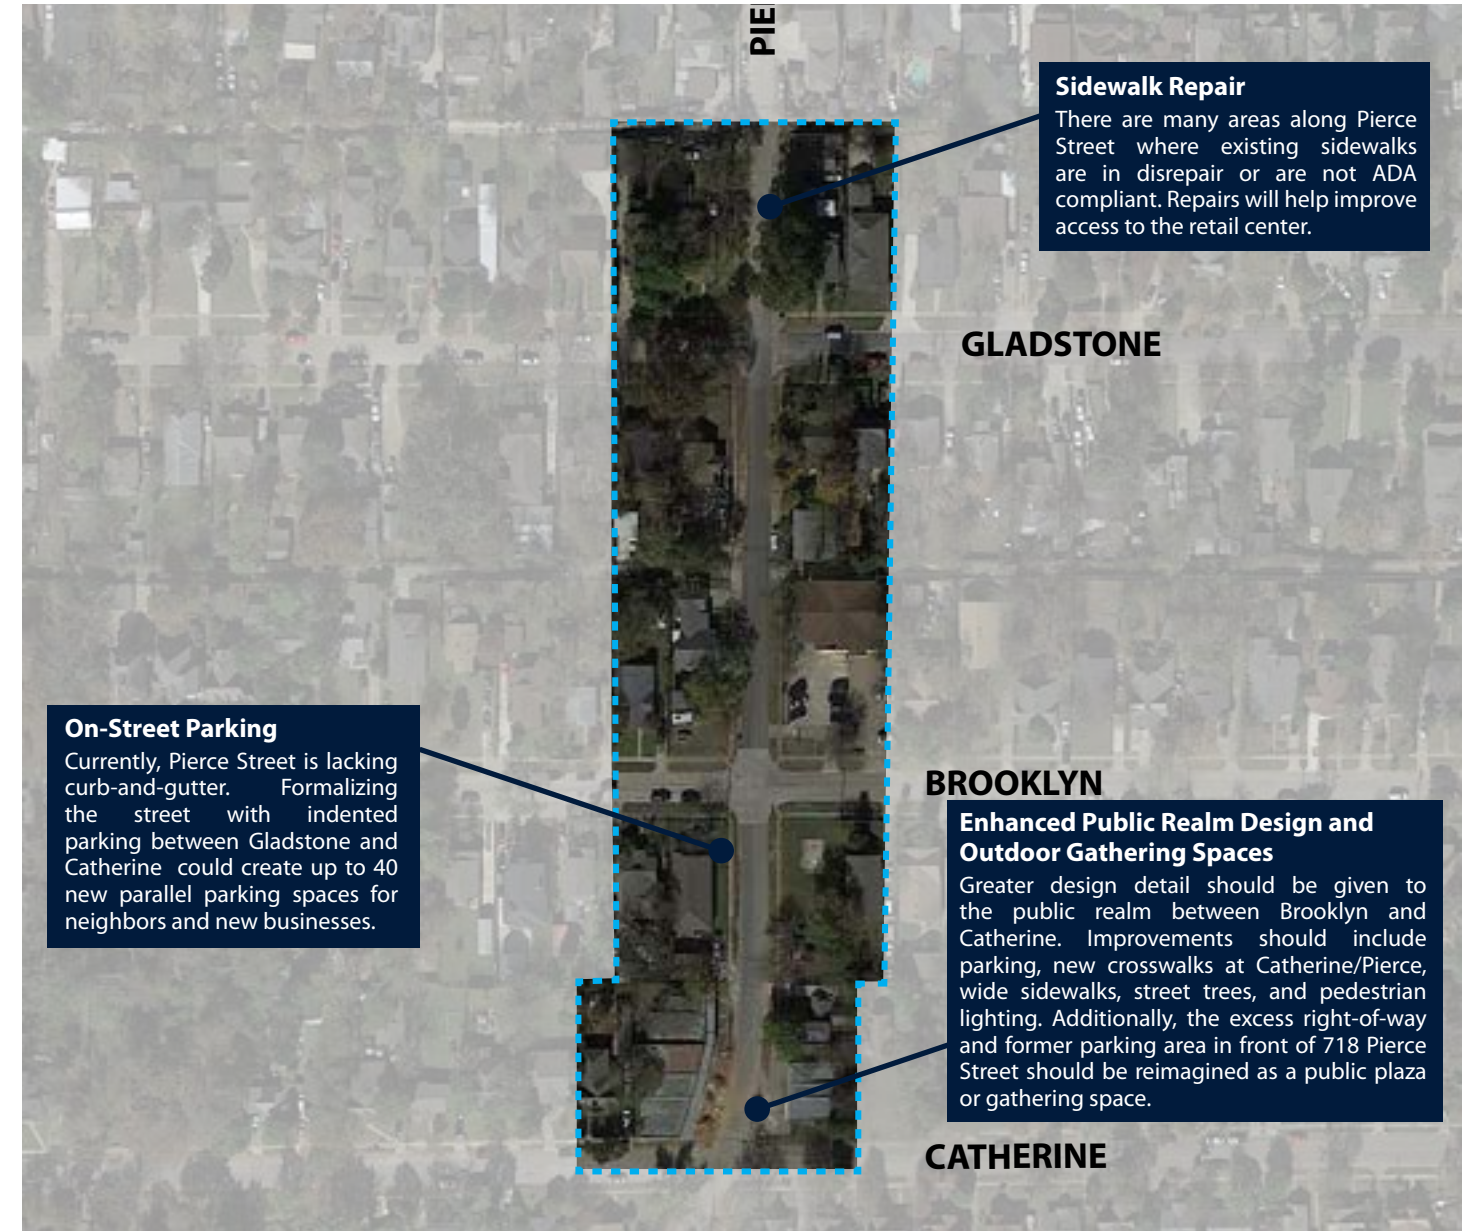 PIE
Sidewalk Repair
There are many areas along Pierce
Street where existing sidewalks
are in disrepair or are not ADA
compliant. Repairs will help improve
access to the retail center.
GLADSTONE
On-Street Parking
Currently, Pierce Street is lacking
curb-and-gutter. Formalizing
the street with indented
parking between Gladstone and
Catherine could create up to 40
new parallel parking spaces for
neighbors and new businesses.
BROOKLYN
Enhanced Public Realm Design and
Outdoor Gathering Spaces
Greater design detail should be given to
the public realm between Brooklyn and
Catherine. Improvements should include
parking, new crosswalks at Catherine/Pierce,
wide sidewalks, street trees, and pedestrian
lighting. Additionally, the excess right-of-way
and former parking area in front of 718 Pierce
Street should be reimagined as a public plaza
or gathering space.
CATHERINE